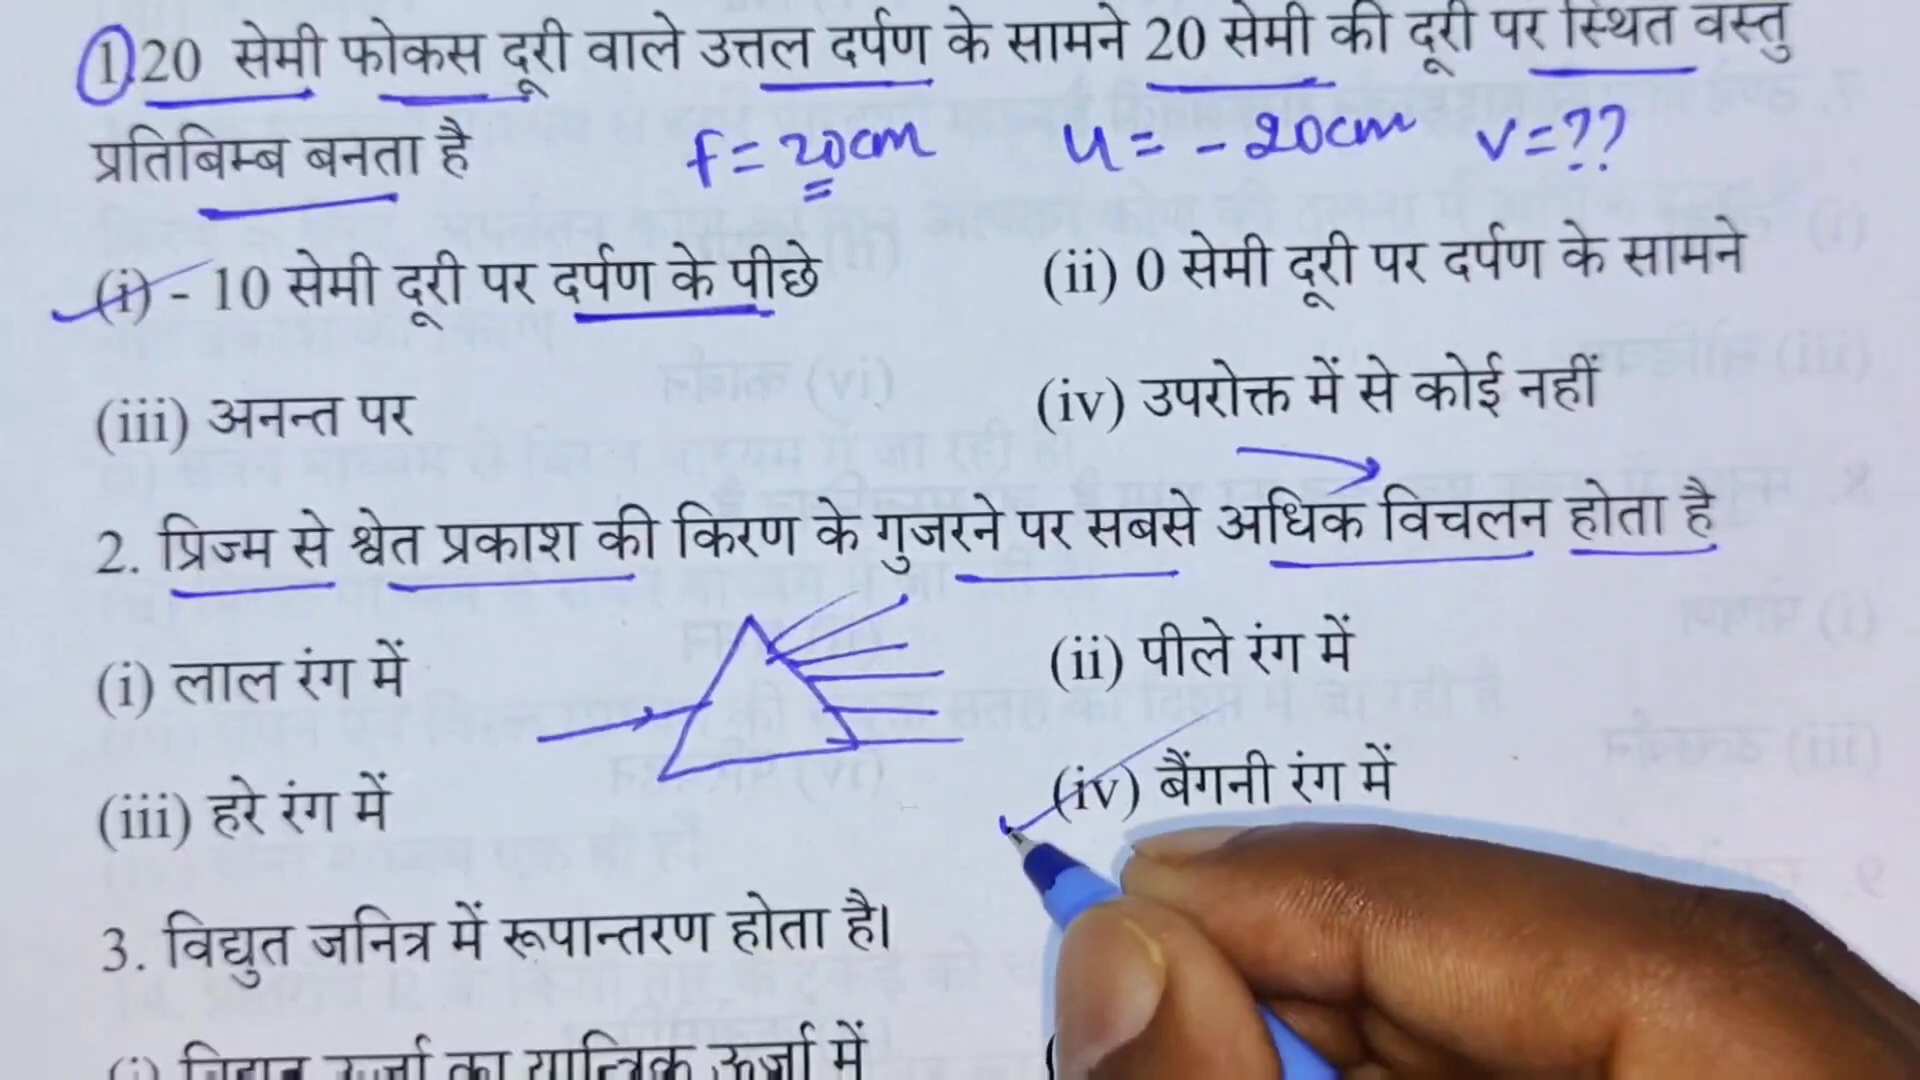 1. 20 सेमी फोकस दूरी वाले उत्तल दर्पण के सामने 20 सेमी की दूरी पर स्थित वस्तु
प्रतिबिम्ब बनता है f = 20cm u = - 20cm v = ??
(i) - 10 सेमी दूरी पर दर्पण के पीछे (ii) 0 सेमी दूरी पर दर्पण के सामने
(iii) अनन्त पर (iv) उपरोक्त में से कोई नहीं
2. प्रिज्म से श्वेत प्रकाश की किरण के गुजरने पर सबसे अधिक विचलन होता है
(i) लाल रंग में (ii) पीले रंग में
(iii) हरे रंग में (iv) बैंगनी रंग में
3. विद्युत जनित्र में रूपान्तरण होता है।
(i) ऊर्जा का यान्त्रिक ऊर्जा में